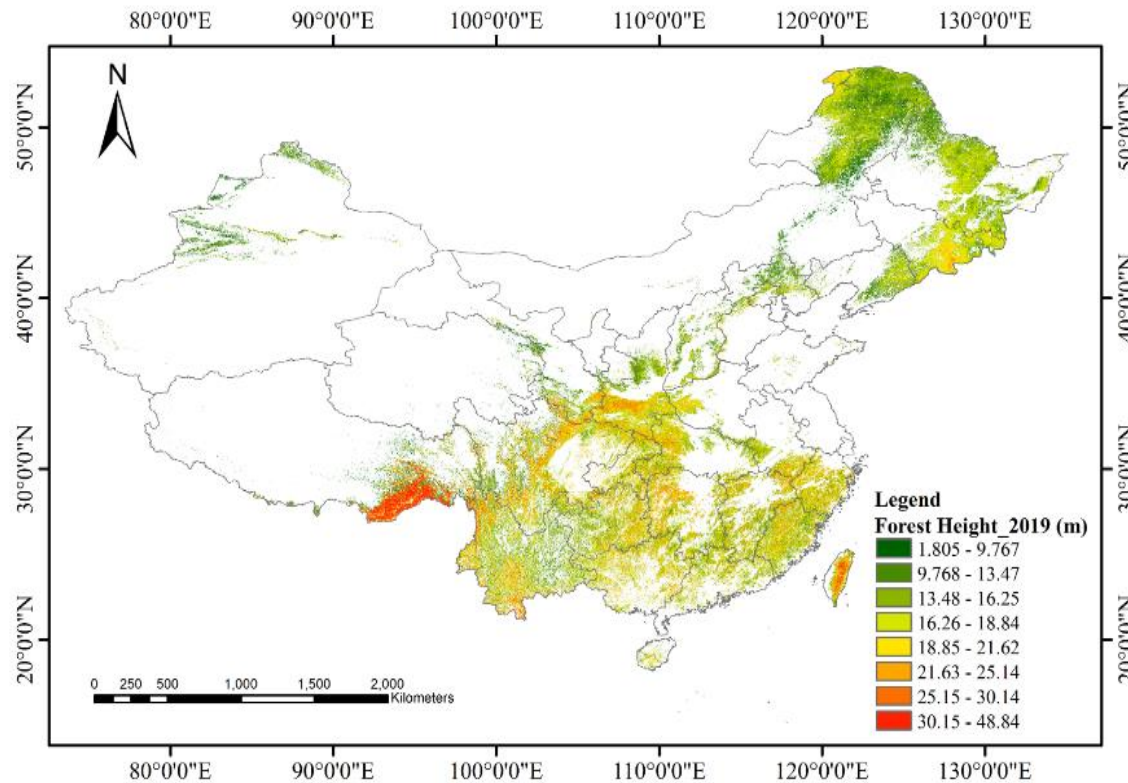 80°0'0"E 90°0'0"E 100°0'0"E 110°0'0"E 120°0'0"E 130°0'0"E
N
50°0'0"N
50°0'0"N
40°0'0"N
40°0'0"N
30°0'0"N
30°0'0"N
20°0'0"N
20°0'0"N
Legend
Forest Height_2019 (m)
1.805 - 9.767
9.768 - 13.47
13.48 - 16.25
16.26 - 18.84
18.85 - 21.62
21.63 - 25.14
25.15 - 30.14
30.15 - 48.84
0 250 500 1,000 1,500 2,000
Kilometers
80°0'0"E 90°0'0"E 100°0'0"E 110°0'0"E 120°0'0"E 130°0'0"E